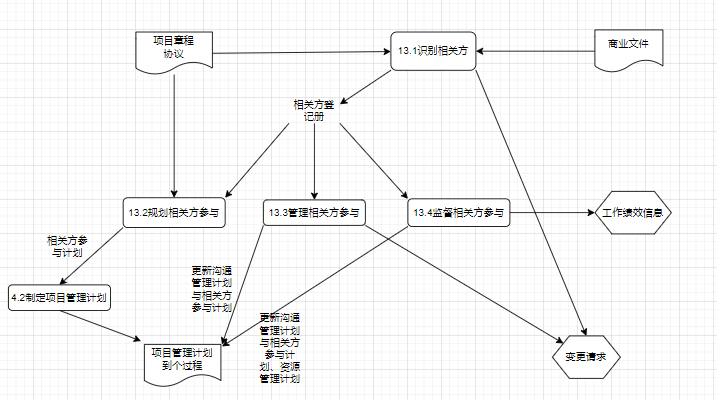 项目章程
协议
13.1识别相关方
商业文件
相关方登
记册
13.2规划相关方参与
13.3管理相关方参与
13.4监督相关方参与
工作绩效信息
相关方参
与计划
更新沟通
管理计划
与相关方
参与计划
4.2制定项目管理计划
更新沟通
管理计划
与相关方
参与计
划、资源
管理计划
项目管理计划
到个过程
变更请求